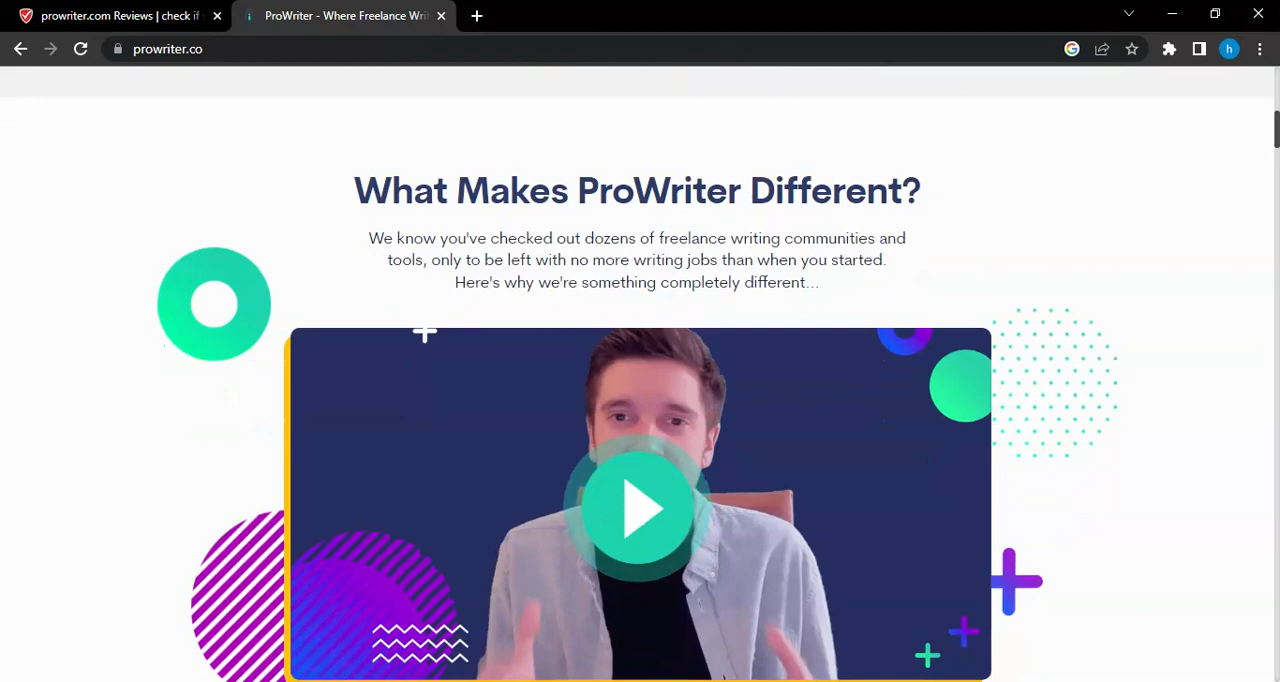 prowriter.com Reviews | check if
ProWriter - Where Freelance Wri
prowriter.co
h
What Makes ProWriter Different?
We know you've checked out dozens of freelance writing communities and
tools, only to be left with no more writing jobs than when you started.
Here's why we're something completely different...